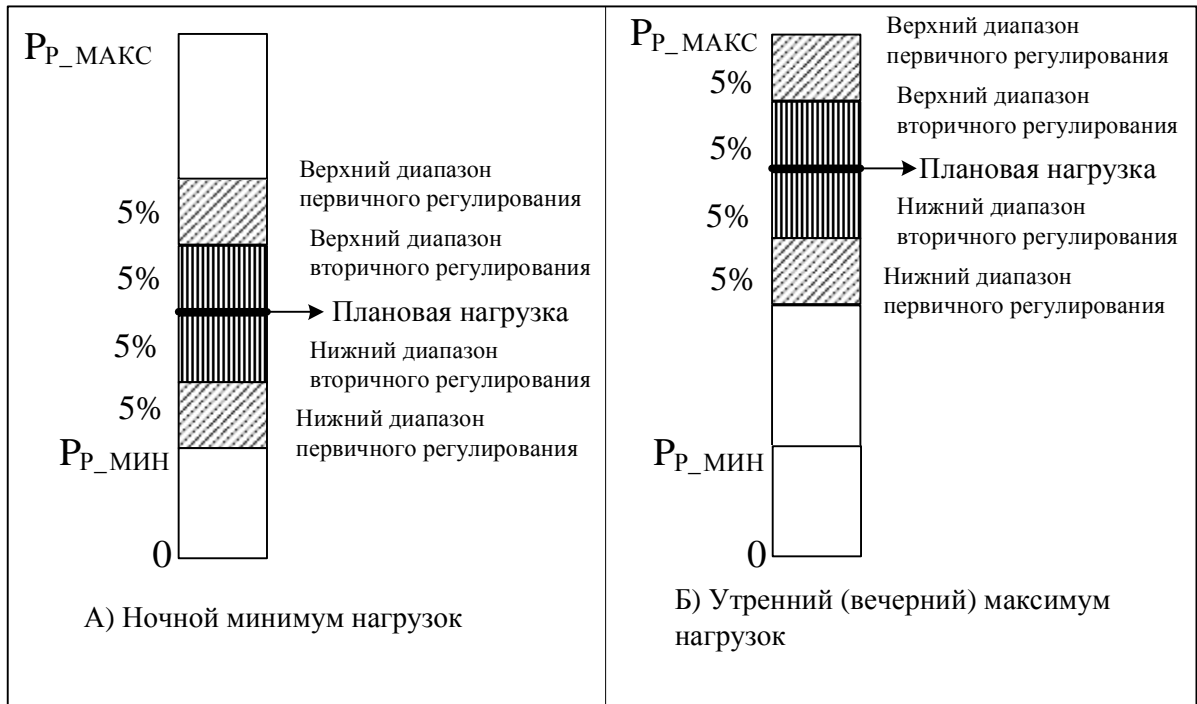 P_Р_МАКС
Верхний диапазон
первичного регулирования
5%
Верхний диапазон
5%
вторичного регулирования
Плановая нагрузка
5%
Нижний диапазон
вторичного регулирования
5%
Нижний диапазон
первичного регулирования
P_Р_МИН
0
А) Ночной минимум нагрузок
P_Р_МАКС
Верхний диапазон
первичного регулирования
5%
Верхний диапазон
вторичного регулирования
5%
Плановая нагрузка
Нижний диапазон
5%
вторичного регулирования
5%
Нижний диапазон
первичного регулирования
P_Р_МИН
0
Б) Утренний (вечерний) максимум
нагрузок